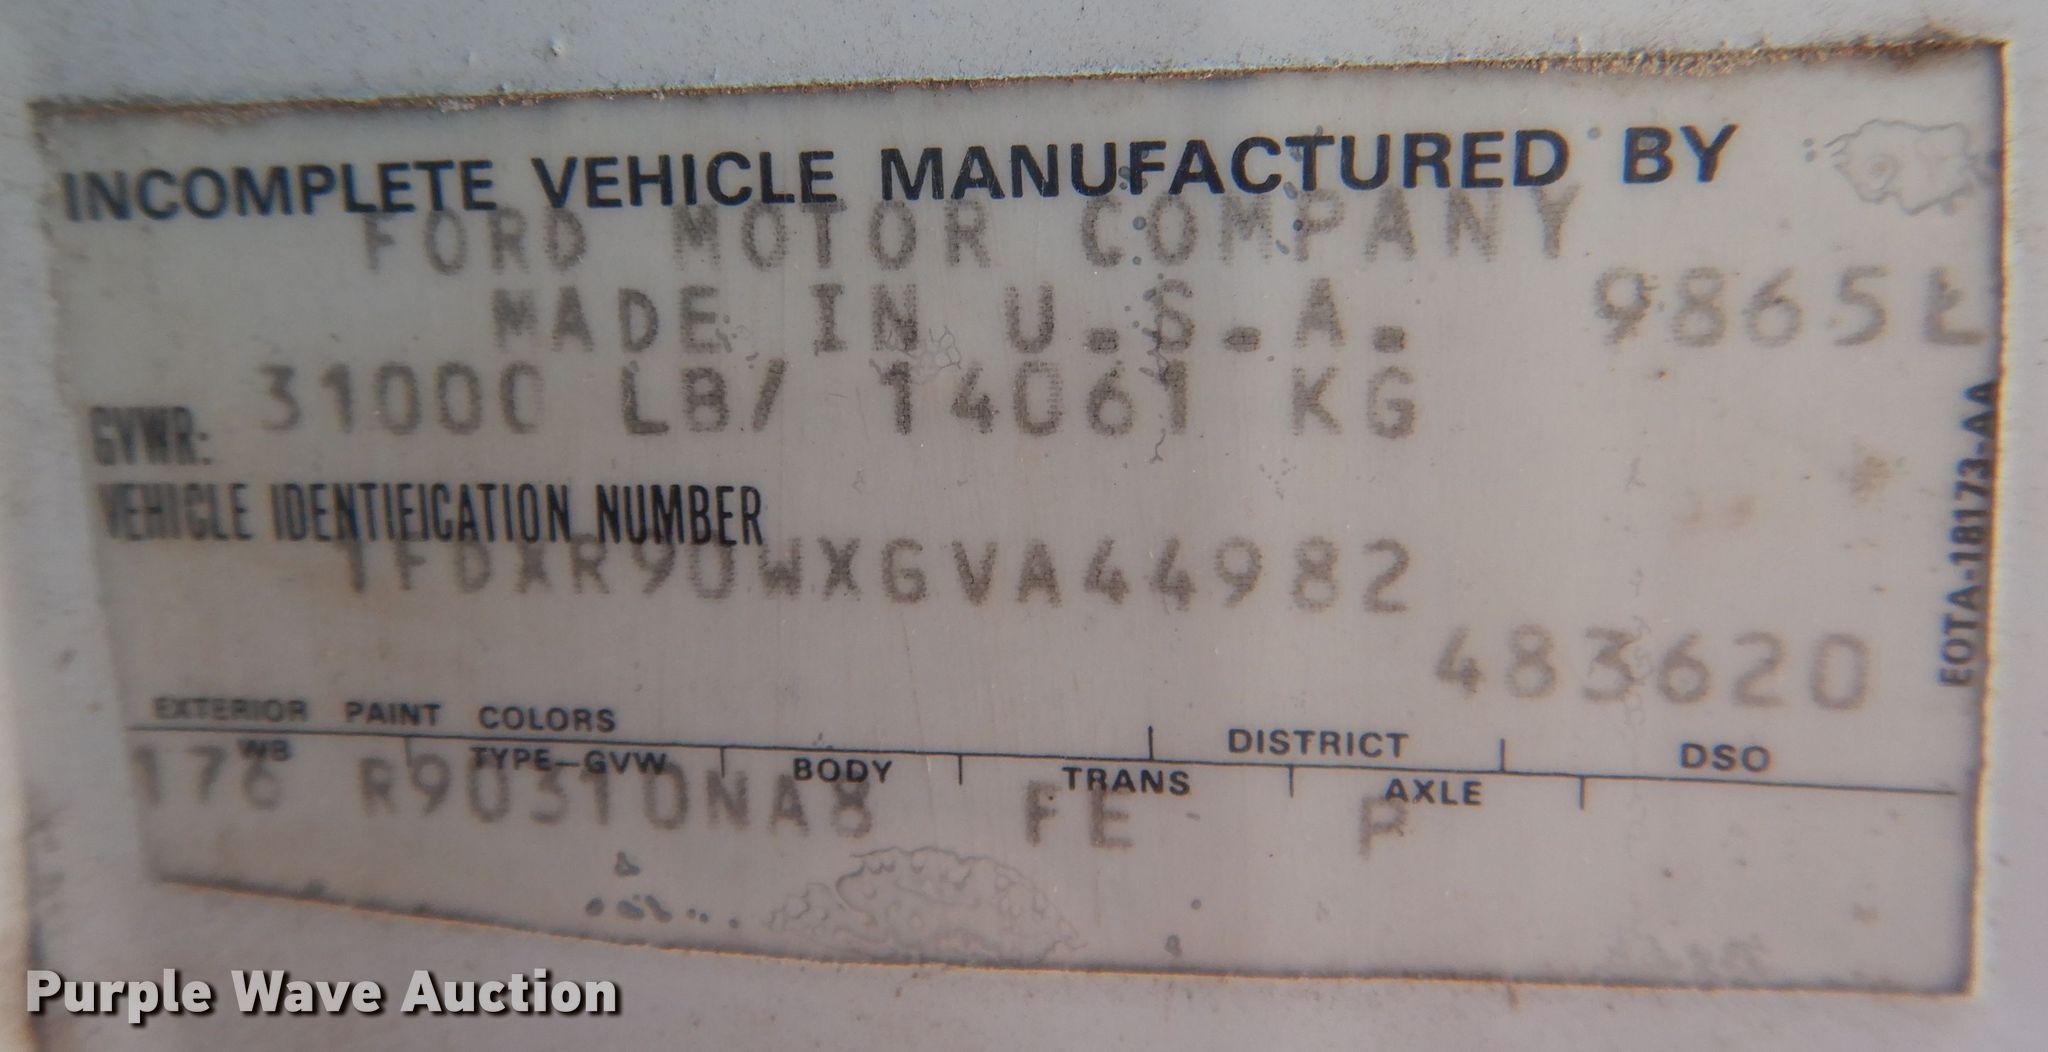 INCOMPLETE VEHICLE MANUFACTURED BY
FORD MOTOR COMPANY
MADE IN U.S.A.
GVWR: 31000 LB/ 14061 KG
VEHICLE IDENTIFICATION NUMBER
1FDXR90WXGVA44982
483620
EXTERIOR PAINT COLORS DISTRICT DSO
WB TYPE-GVW BODY TRANS AXLE
176 R90310NA8 FE P
EOTA-18173-AA
Purple Wave Auction